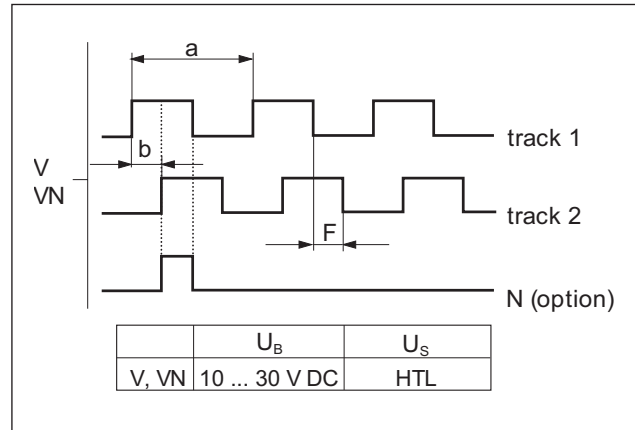 a
track 1
b
V
VN
track 2
F
N (option)
U_B U_S
V, VN 10 ... 30 V DC HTL